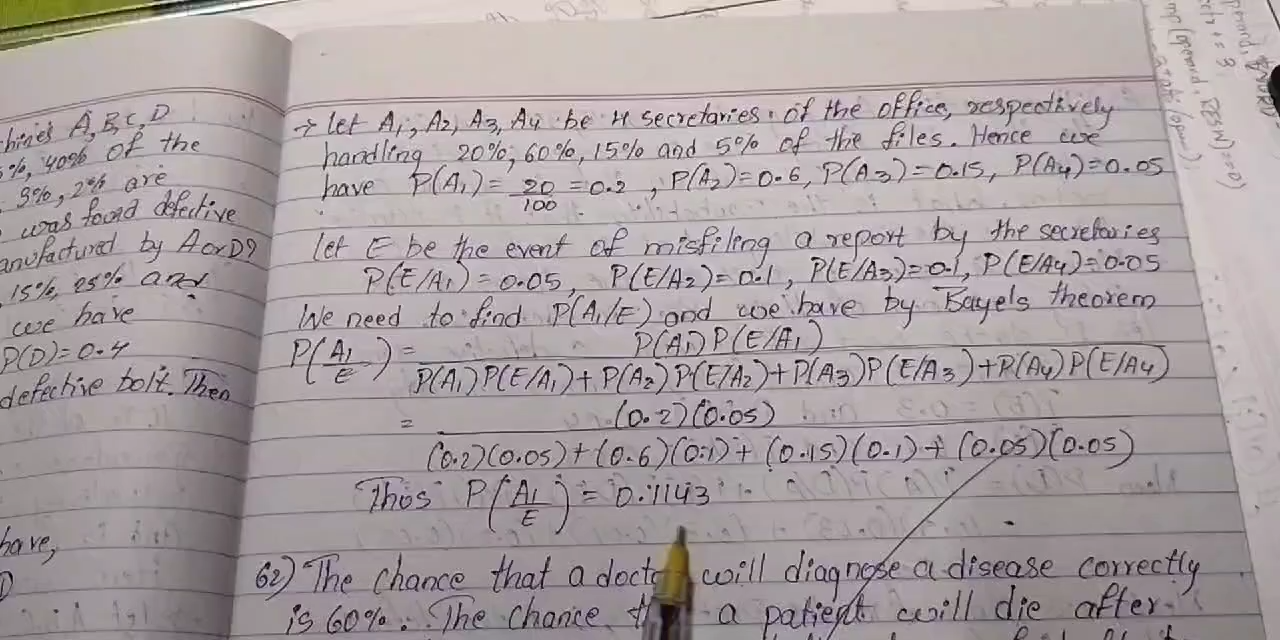 hines A, B, C, D
%, 40% of the
3%, 2% are
was found defective
anufactured by A or D?
15%, 25% and
we have
P(D)=0.4
defective bolt. Then
have,
→ let A1, A2, A3, A4 be 4 secretaries of the office, respectively
handling 20%, 60%, 15% and 5% of the files. Hence we
have P(A1)= 20/100 =0.2, P(A2)=0.6, P(A3)=0.15, P(A4)=0.05
let E be the event of misfiling a report by the secretaries
P(E/A1)=0.05, P(E/A2)=0.1, P(E/A3)=0.1, P(E/A4)=0.05
We need to find P(A1/E) and we have by Bayels theorem
P(A1/E) = P(A1)P(E/A1)
P(A1)P(E/A1)+P(A2)P(E/A2)+P(A3)P(E/A3)+P(A4)P(E/A4)
= (0.2)(0.05)
(0.2)(0.05)+(0.6)(0.1)+(0.15)(0.1)+(0.05)(0.05)
Thos P(A1/E) = 0.1143
62) The chance that a doct will diagnose a disease correctly
is 60%. The chance a patient will die after